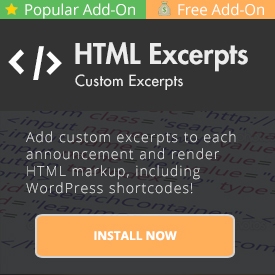 Popular Add-On Free Add-On
</> HTML Excerpts
Custom Excerpts
Add custom excerpts to each
announcement and render
HTML markup, including
WordPress shortcodes!
INSTALL NOW